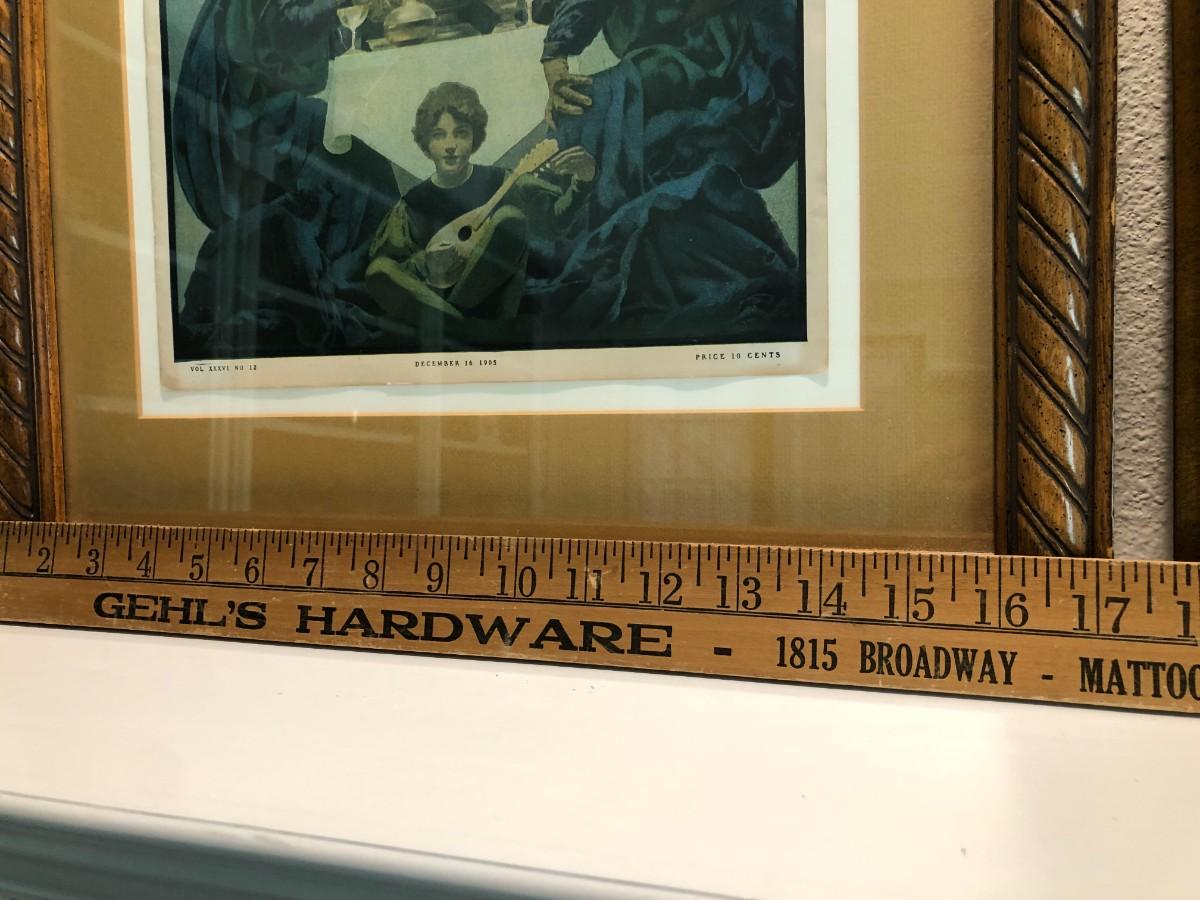 VOL XXXVI NO 12 DECEMBER 16 1905 PRICE 10 CENTS
2 3 4 5 6 7 8 9 10 11 12 13 14 15 16 17
GEHL'S HARDWARE - 1815 BROADWAY - MATTOO